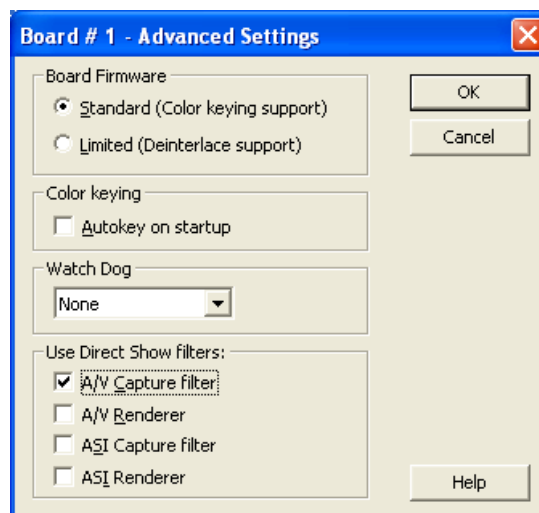 Board # 1 - Advanced Settings
Board Firmware
Standard (Color keying support)
Limited (Deinterlace support)
OK
Cancel
Color keying
Autokey on startup
Watch Dog
None
Use Direct Show filters:
A/V Capture filter
A/V Renderer
ASI Capture filter
ASI Renderer
Help